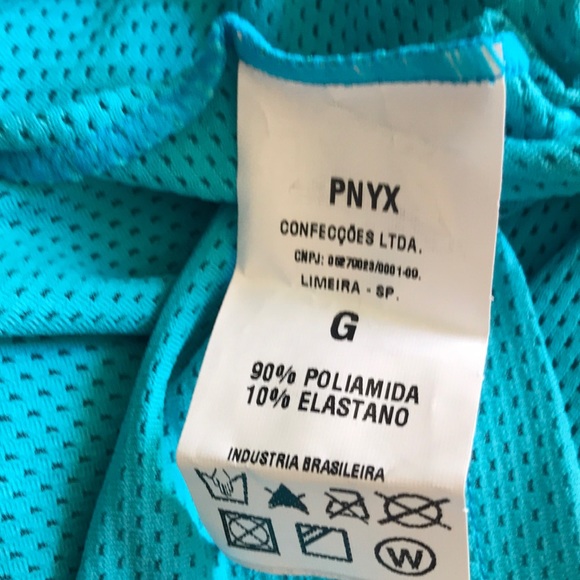 PNYX
CONFECÇÕES LTDA.
CNPJ:
LIMEIRA - SP.
G
90% POLIAMIDA
10% ELASTANO
INDUSTRIA BRASILEIRA
W